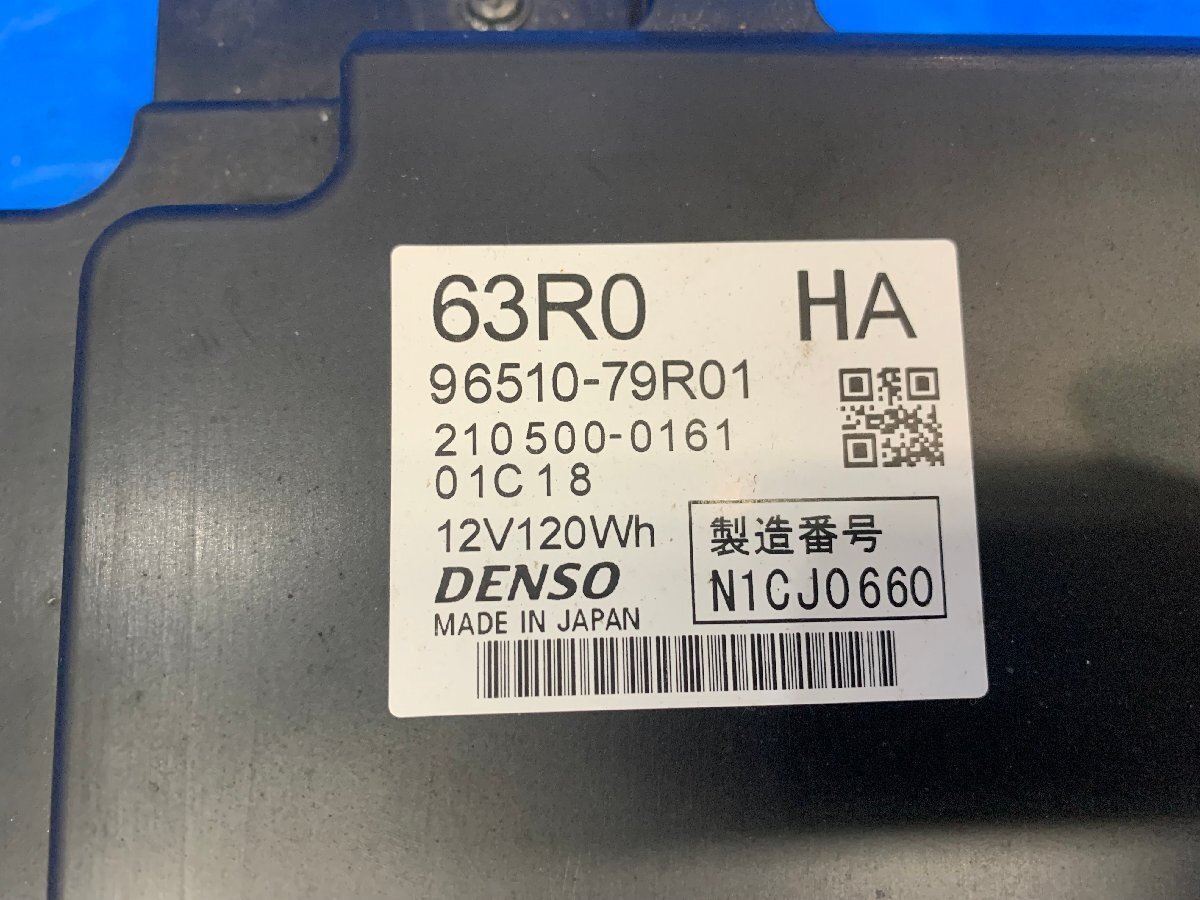 63R0 HA
96510-79R01
210500-0161
01C18
12V120Wh
DENSO
MADE IN JAPAN
製造番号
N1CJ0660